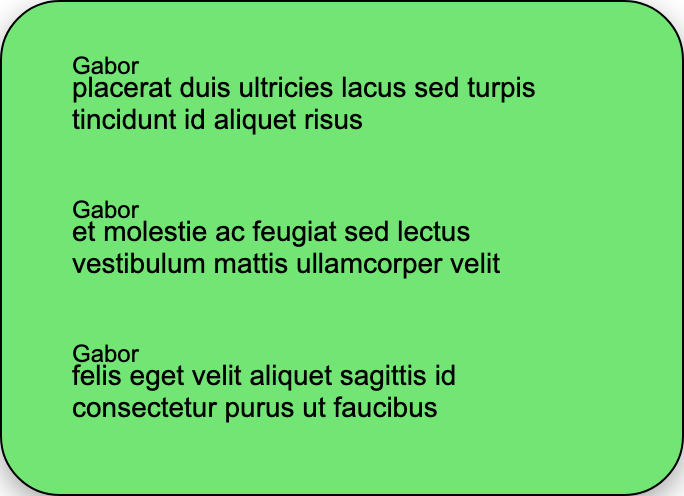 Gabor
placerat duis ultricies lacus sed turpis
tincidunt id aliquet risus
Gabor
et molestie ac feugiat sed lectus
vestibulum mattis ullamcorper velit
Gabor
felis eget velit aliquet sagittis id
consectetur purus ut faucibus